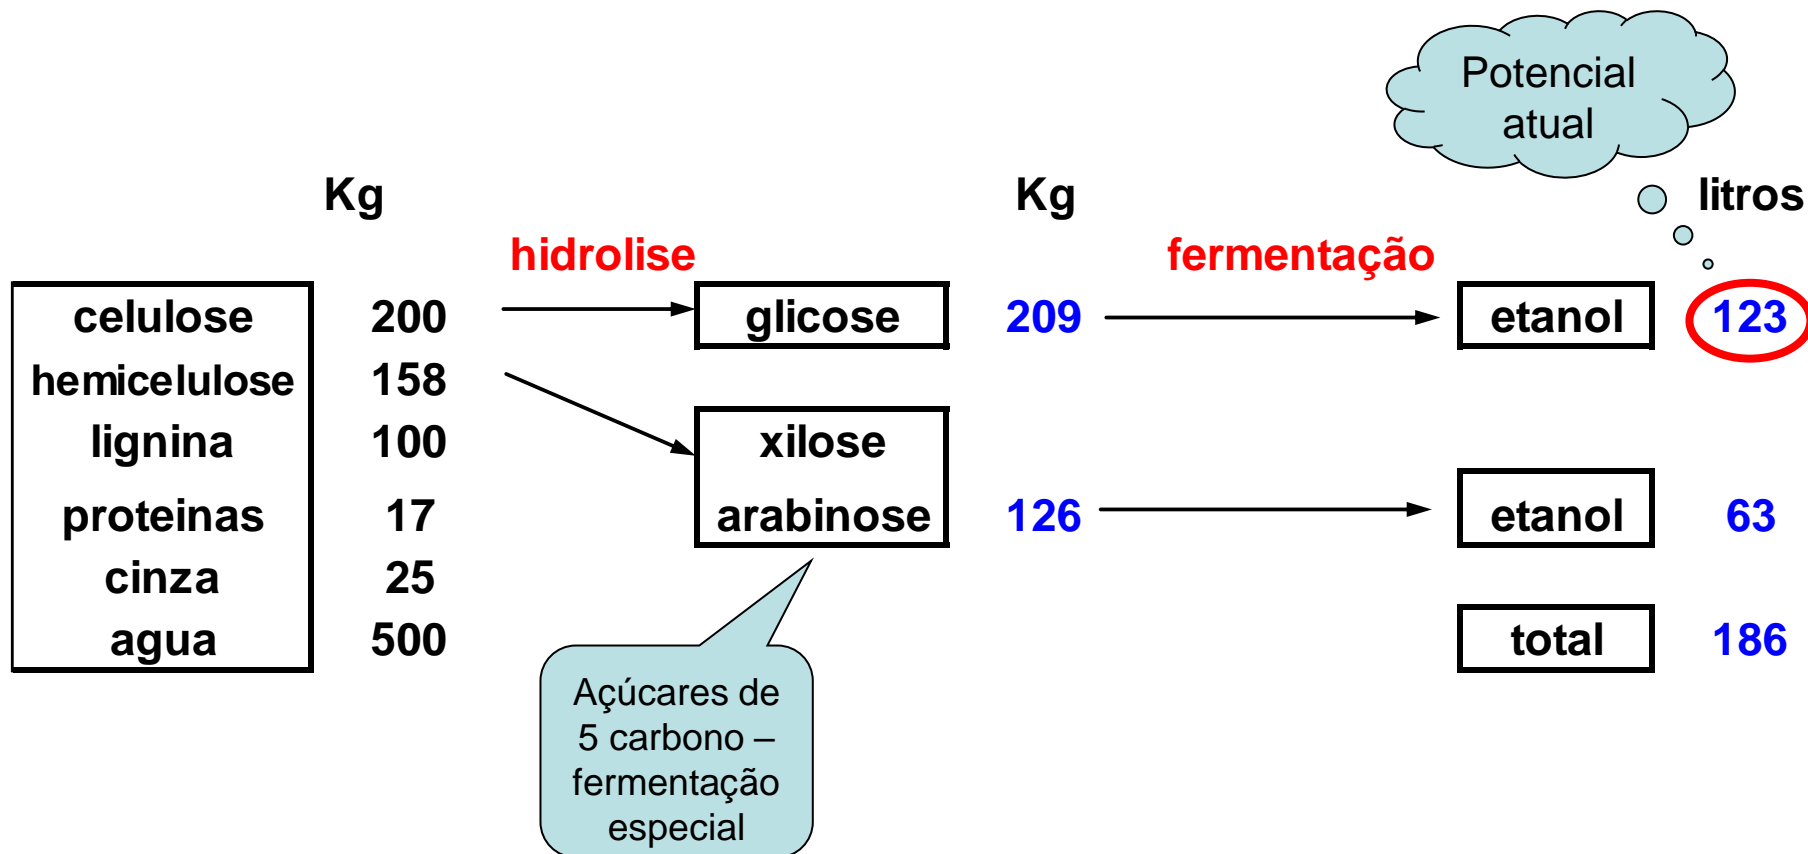 Potencial
atual
Kg Kg litros
hidrolise fermentação
celulose 200 glicose 209 etanol 123
hemicelulose 158
lignina 100 xilose
proteinas 17 arabinose 126 etanol 63
cinza 25
agua 500 total 186
Açúcares de
5 carbono –
fermentação
especial